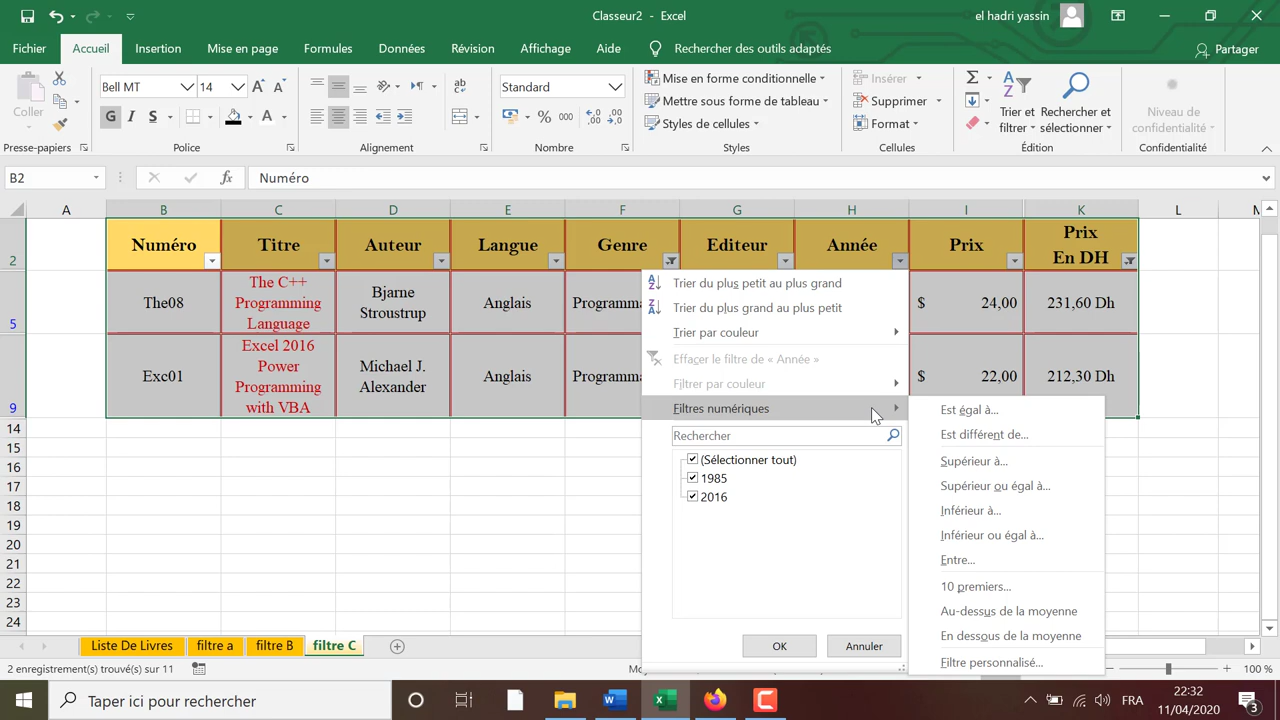 Classeur2 - Excel
el hadri yassin
Fichier Accueil Insertion Mise en page Formules Données Révision Affichage Aide Rechercher des outils adaptés Partager
Coller
Bell MT 14
G I S
Standard
% 000
Mise en forme conditionnelle
Mettre sous forme de tableau
Styles de cellules
Insérer
Supprimer
Format
Trier et filtrer
Rechercher et sélectionner
Niveau de confidentialité
Presse-papiers Police Alignement Nombre Styles Cellules Édition Confidentialité
B2 fx Numéro
A B C D E F G H I K L M
2 Numéro Titre Auteur Langue Genre Editeur Année Prix Prix En DH
5 The08 The C++ Programming Language Bjarne Stroustrup Anglais Programma $ 24,00 231,60 Dh
9 Exc01 Excel 2016 Power Programming with VBA Michael J. Alexander Anglais Programma $ 22,00 212,30 Dh
14
15
16
17
18
19
20
21
22
23
24
Trier du plus petit au plus grand
Trier du plus grand au plus petit
Trier par couleur
Effacer le filtre de « Année »
Filtrer par couleur
Filtres numériques
Rechercher
(Sélectionner tout)
1985
2016
OK Annuler
Est égal à...
Est différent de...
Supérieur à...
Supérieur ou égal à...
Inférieur à...
Inférieur ou égal à...
Entre...
10 premiers...
Au-dessus de la moyenne
En dessous de la moyenne
Filtre personnalisé...
Liste De Livres filtre a filtre B filtre C
2 enregistrement(s) trouvé(s) sur 11
100 %
Taper ici pour rechercher
FRA
22:32
11/04/2020
3